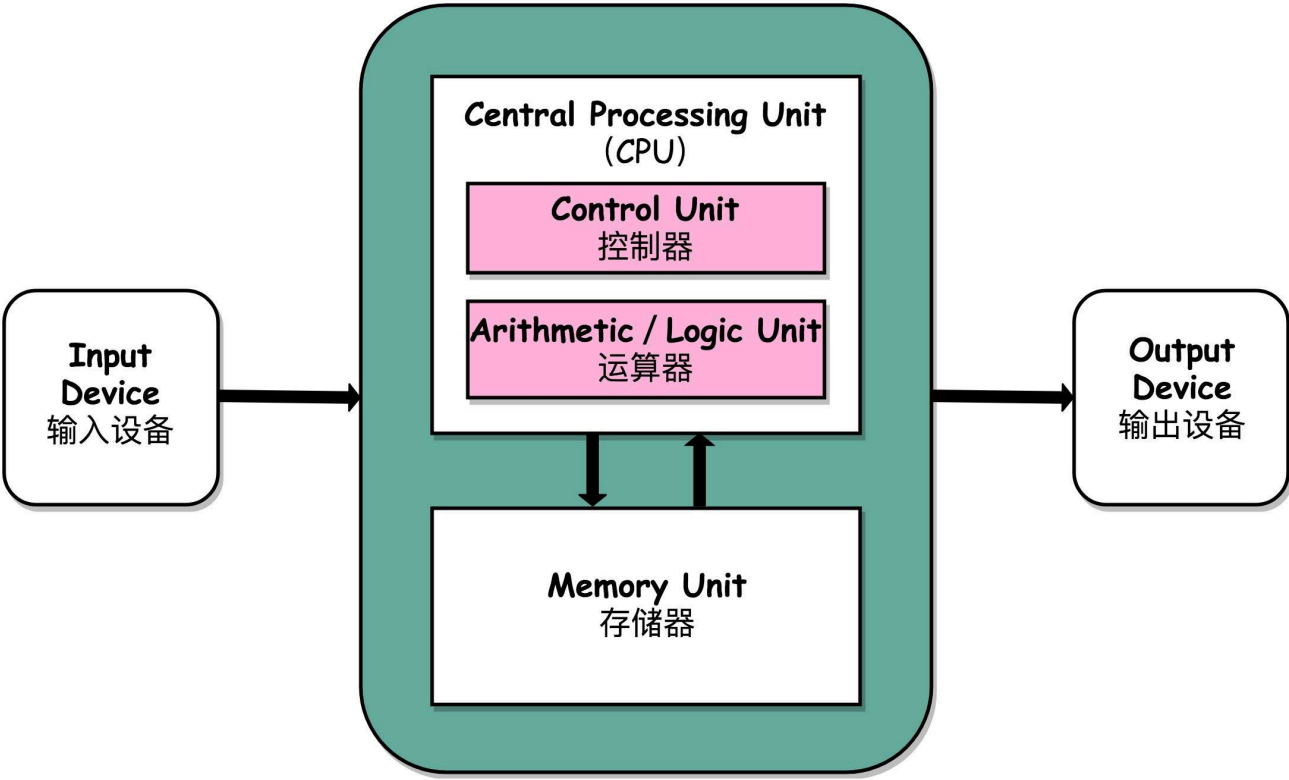 Central Processing Unit
(CPU)
Control Unit
控制器
Arithmetic / Logic Unit
运算器
Input
Device
输入设备
Output
Device
输出设备
Memory Unit
存储器